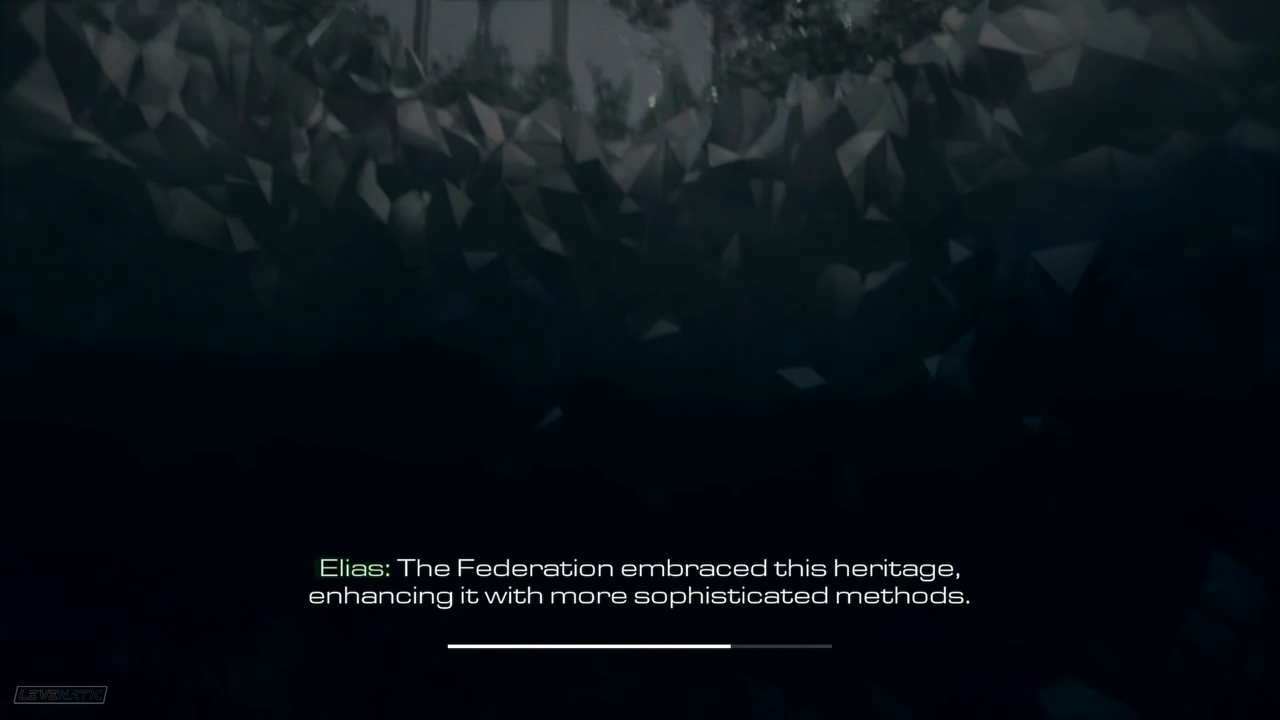 Elias: The Federation embraced this heritage,
enhancing it with more sophisticated methods.
LEVENATIC